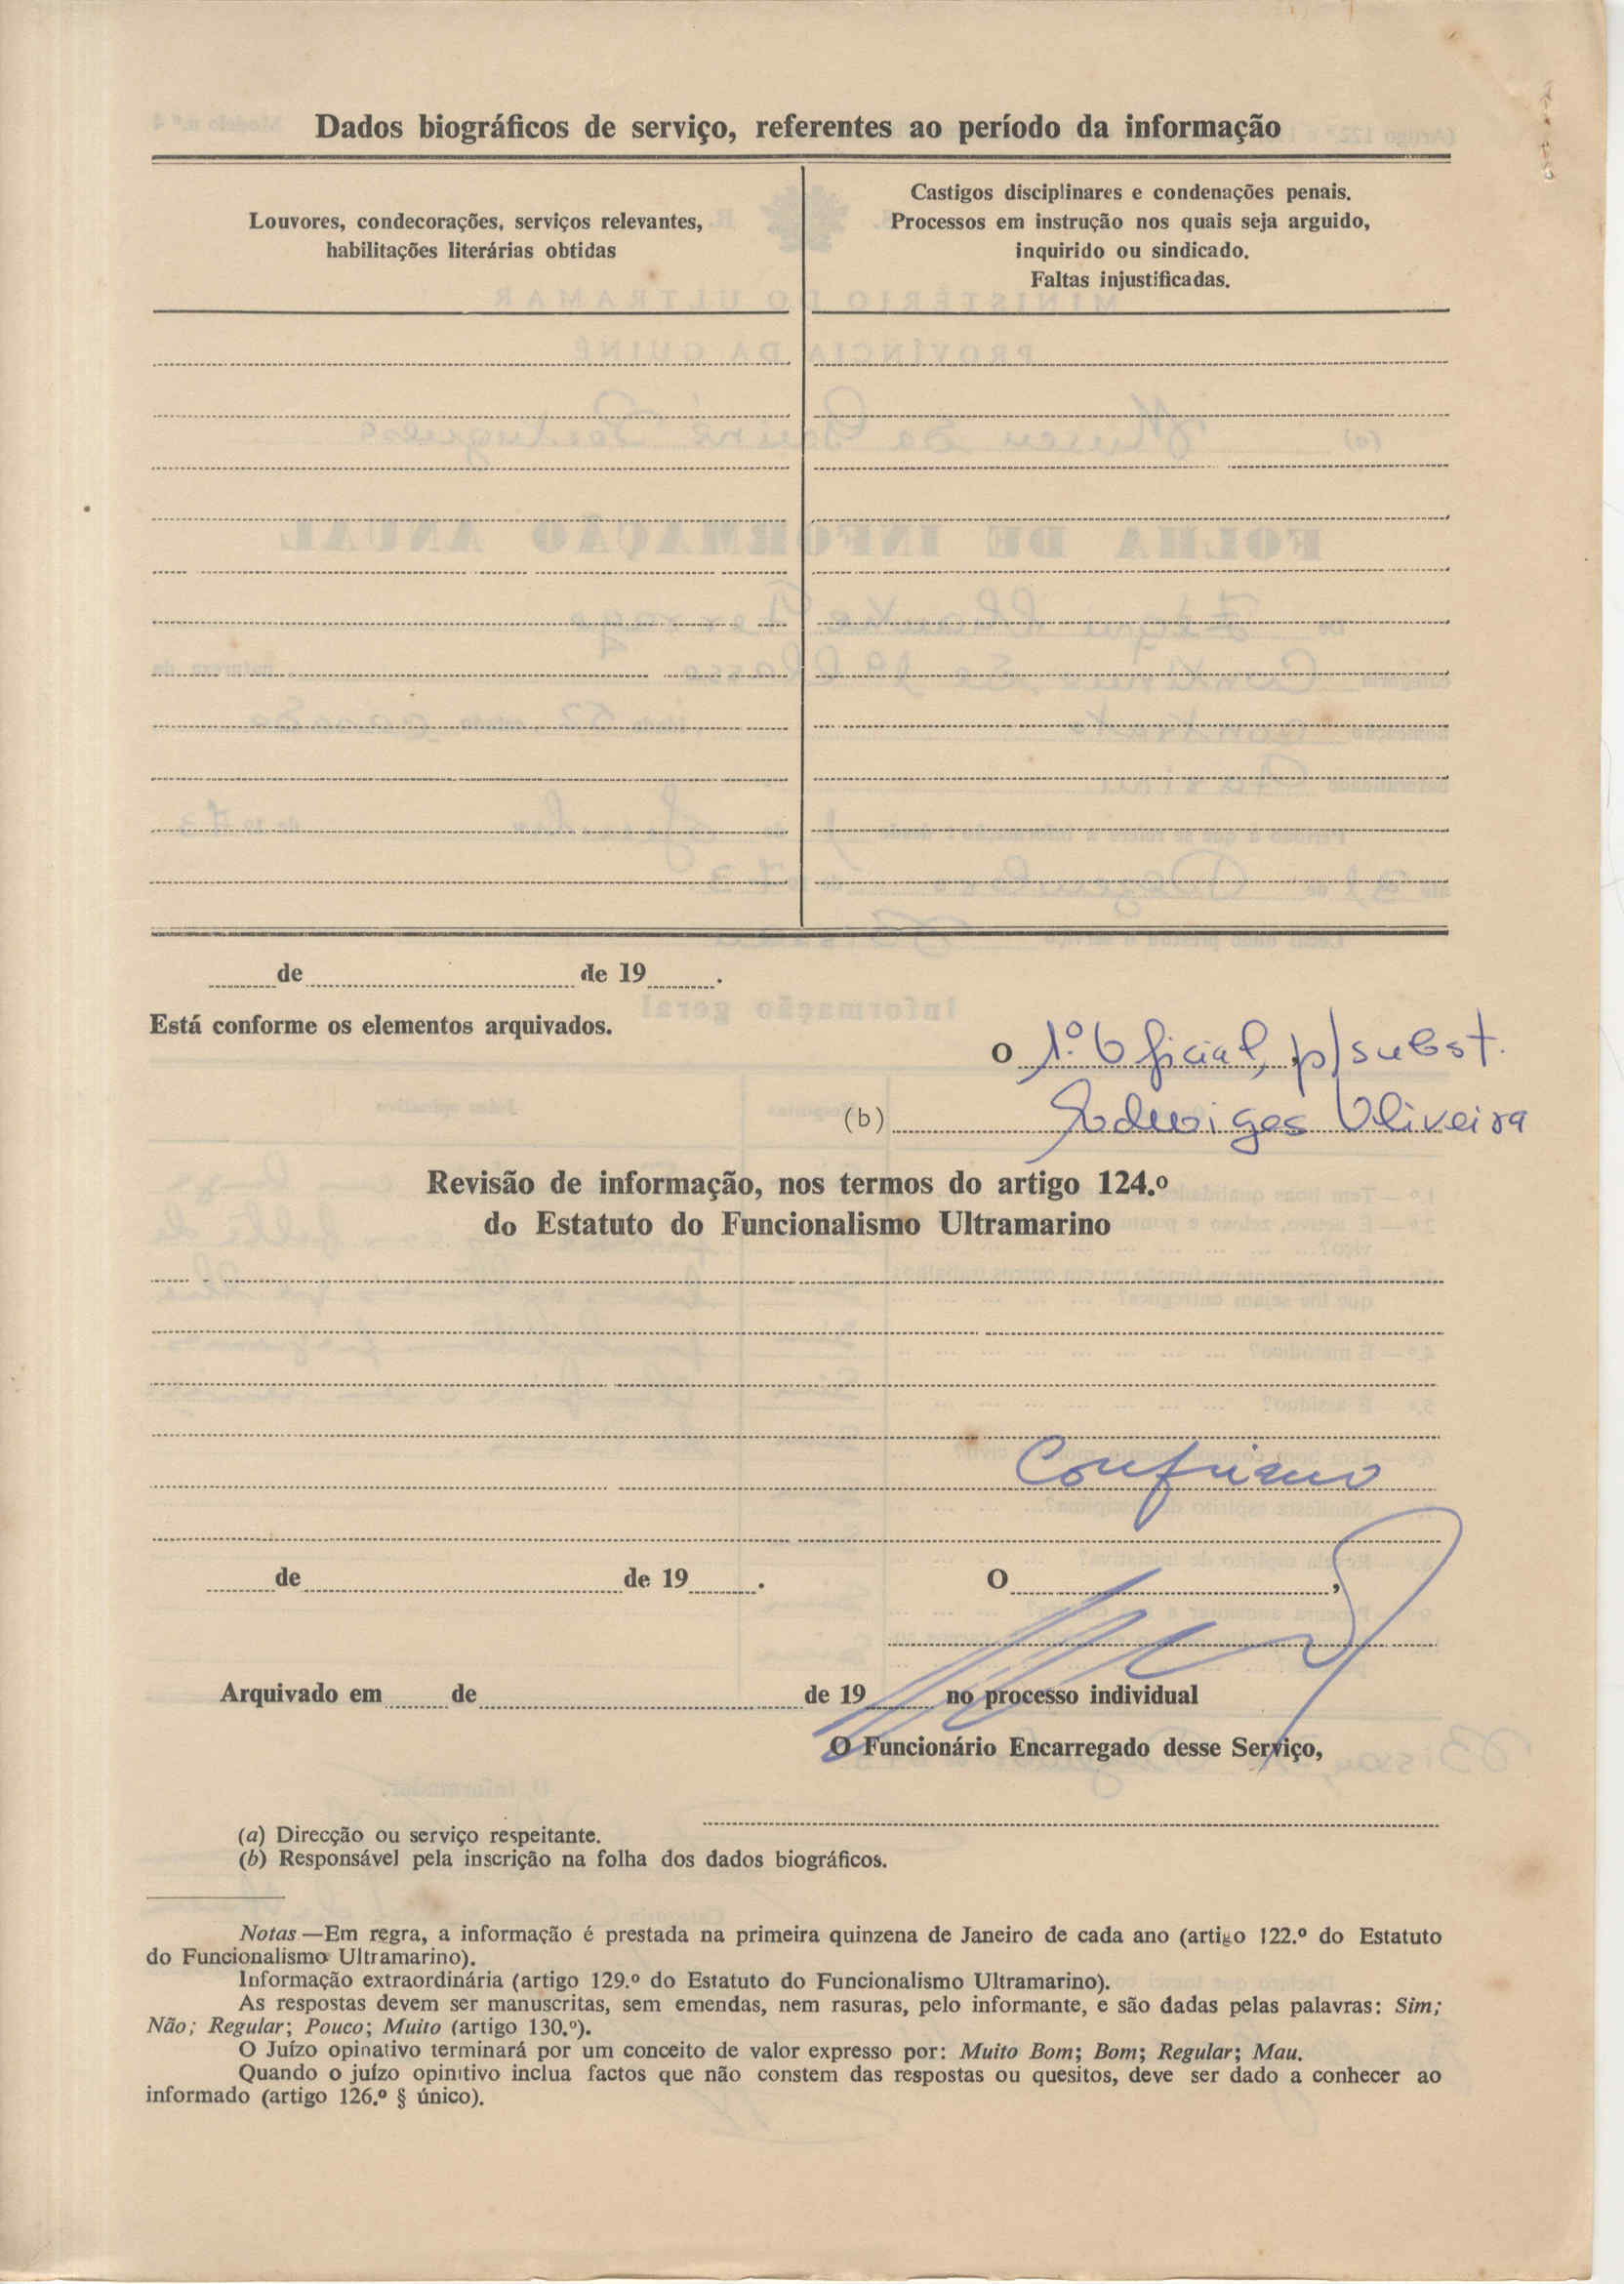 Dados biográficos de serviço, referentes ao período da informação
Louvores, condecorações, serviços relevantes,
habilitações literárias obtidas
Castigos disciplinares e condenações penais.
Processos em instrução nos quais seja arguido,
inquirido ou sindicado.
Faltas injustificadas.
de de 19 .
Está conforme os elementos arquivados.
O 1.º Oficial, p/subst.
(b) Rodrigues Oliveira
Revisão de informação, nos termos do artigo 124.º
do Estatuto do Funcionalismo Ultramarino
Confirmo
de de 19 . O ,
Arquivado em de de 19 no processo individual
O Funcionário Encarregado desse Serviço,
(a) Direcção ou serviço respeitante.
(b) Responsável pela inscrição na folha dos dados biográficos.
Notas — Em regra, a informação é prestada na primeira quinzena de Janeiro de cada ano (artigo 122.º do Estatuto
do Funcionalismo Ultramarino).
Informação extraordinária (artigo 129.º do Estatuto do Funcionalismo Ultramarino).
As respostas devem ser manuscritas, sem emendas, nem rasuras, pelo informante, e são dadas pelas palavras: Sim;
Não; Regular; Pouco; Muito (artigo 130.º).
O Juízo opinativo terminará por um conceito de valor expresso por: Muito Bom; Bom; Regular; Mau.
Quando o juízo opinitivo inclua factos que não constem das respostas ou quesitos, deve ser dado a conhecer ao
informado (artigo 126.º § único).